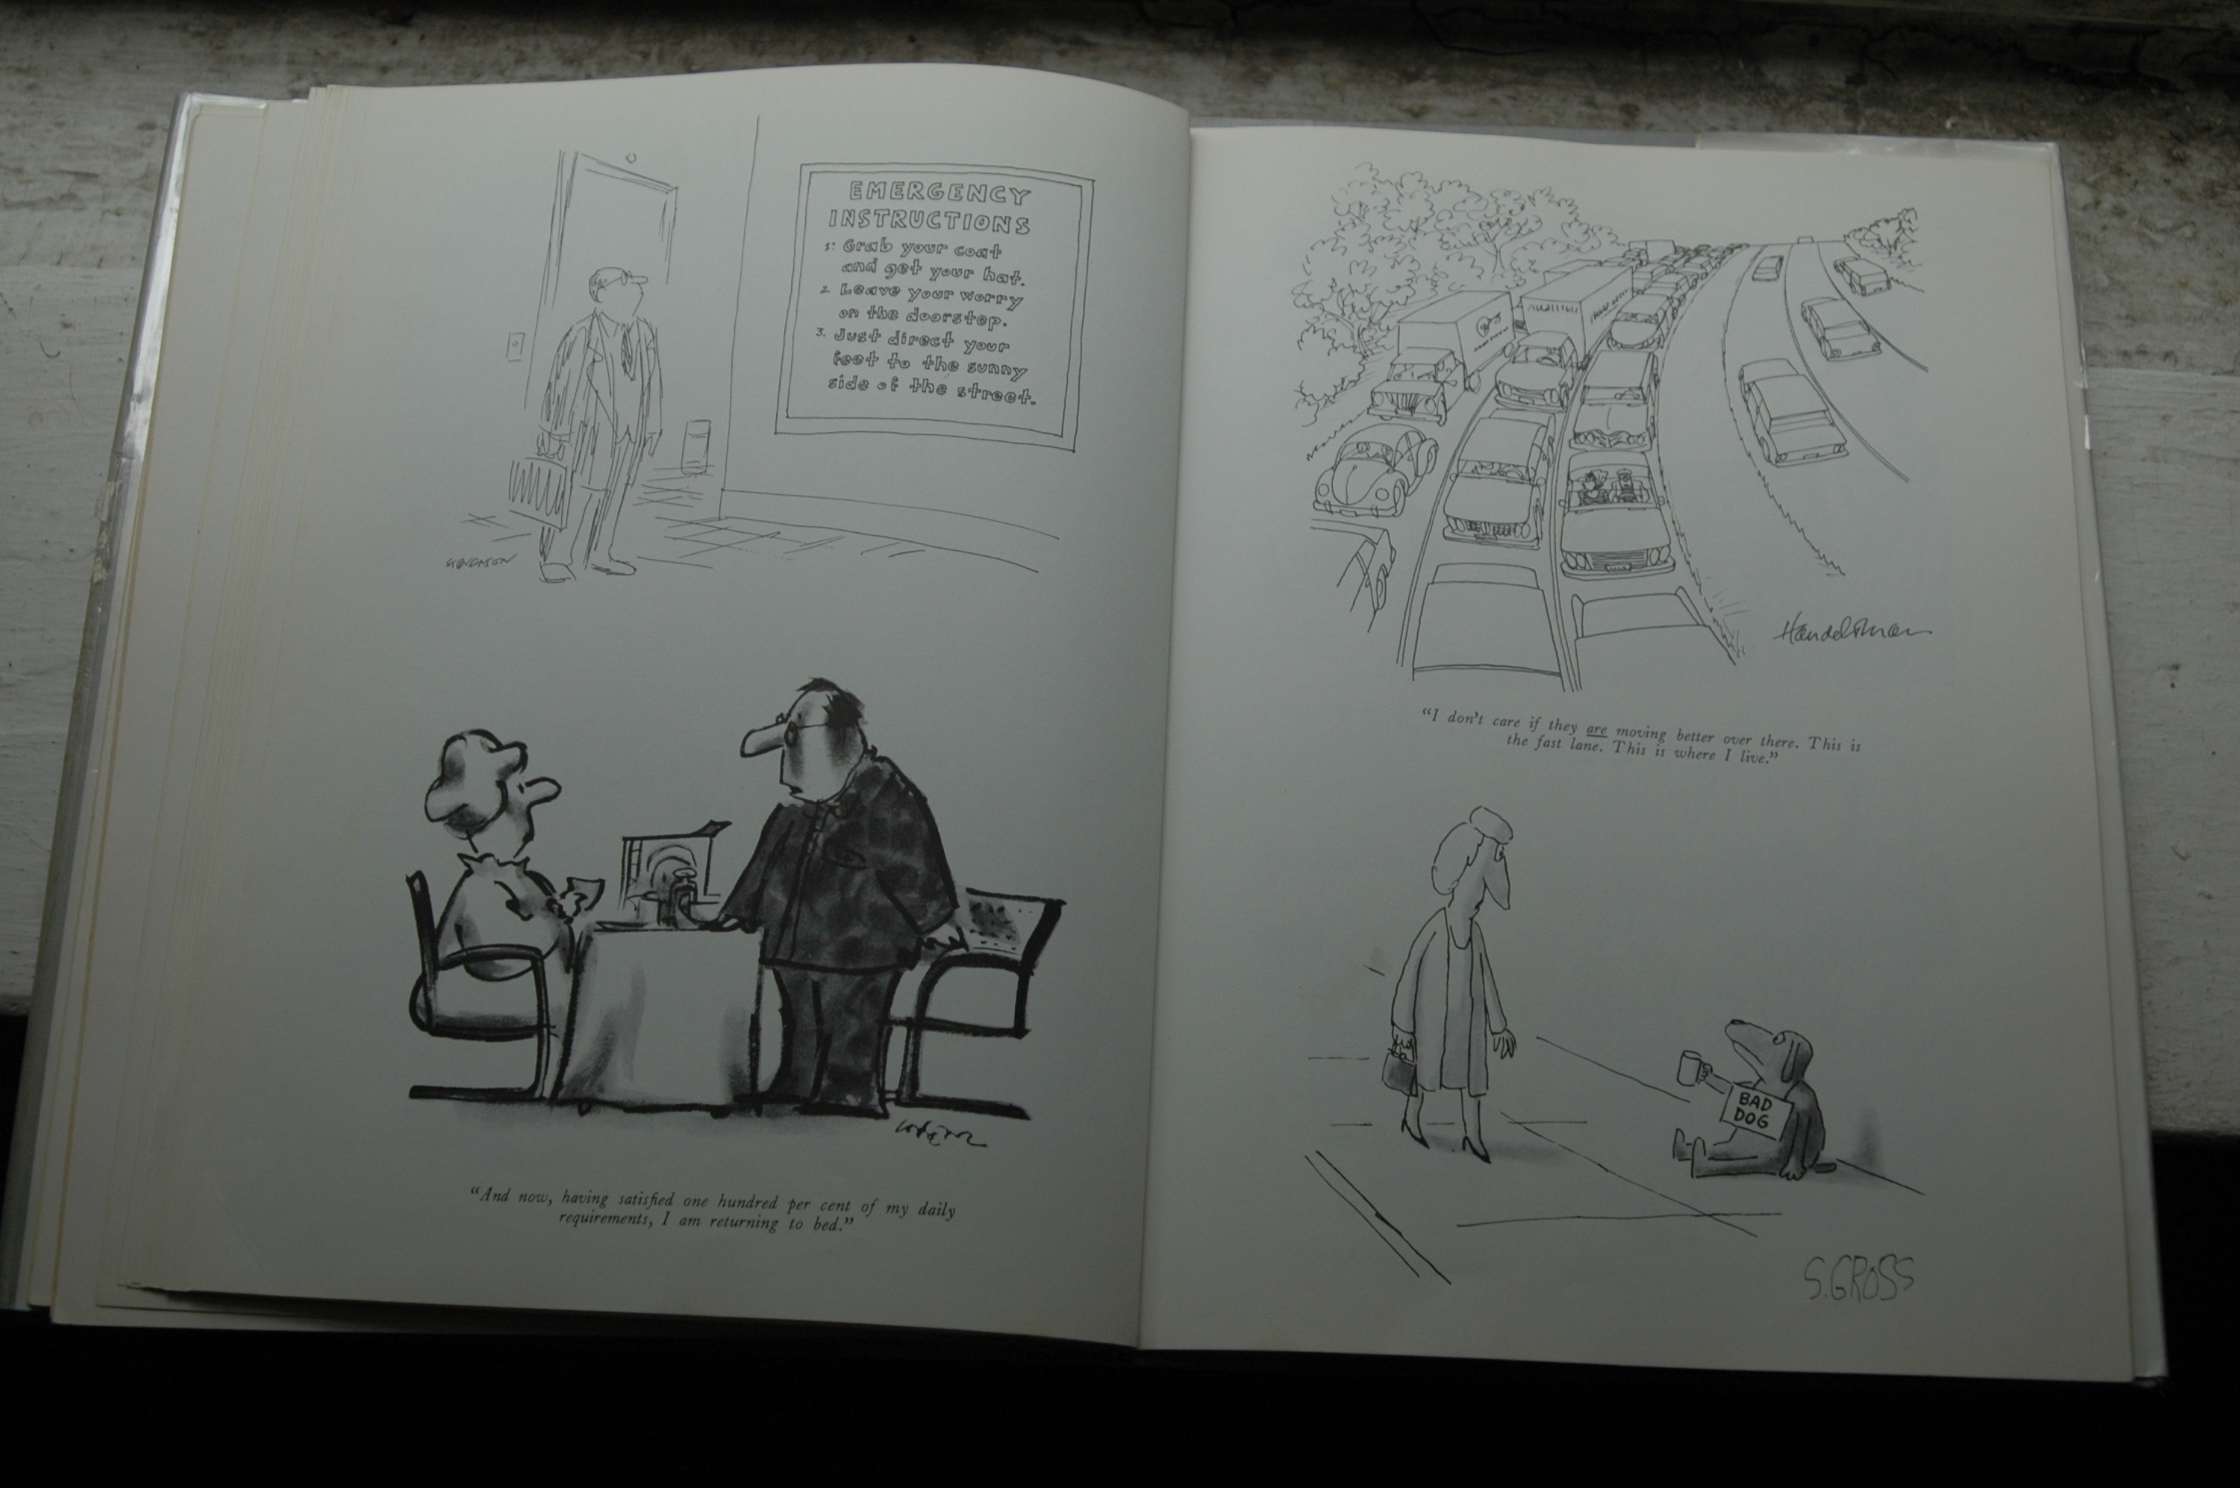 EMERGENCY
INSTRUCTIONS
1: Grab your coat
and get your hat.
2 Leave your worry
on the doorstep.
3. Just direct your
feet to the sunny
side of the street.
STEVENSON
LORENZ
"And now, having satisfied one hundred per cent of my daily
requirements, I am returning to bed."
Handelsman
"I don't care if they are moving better over there. This is
the fast lane. This is where I live."
BAD
DOG
S.GROSS